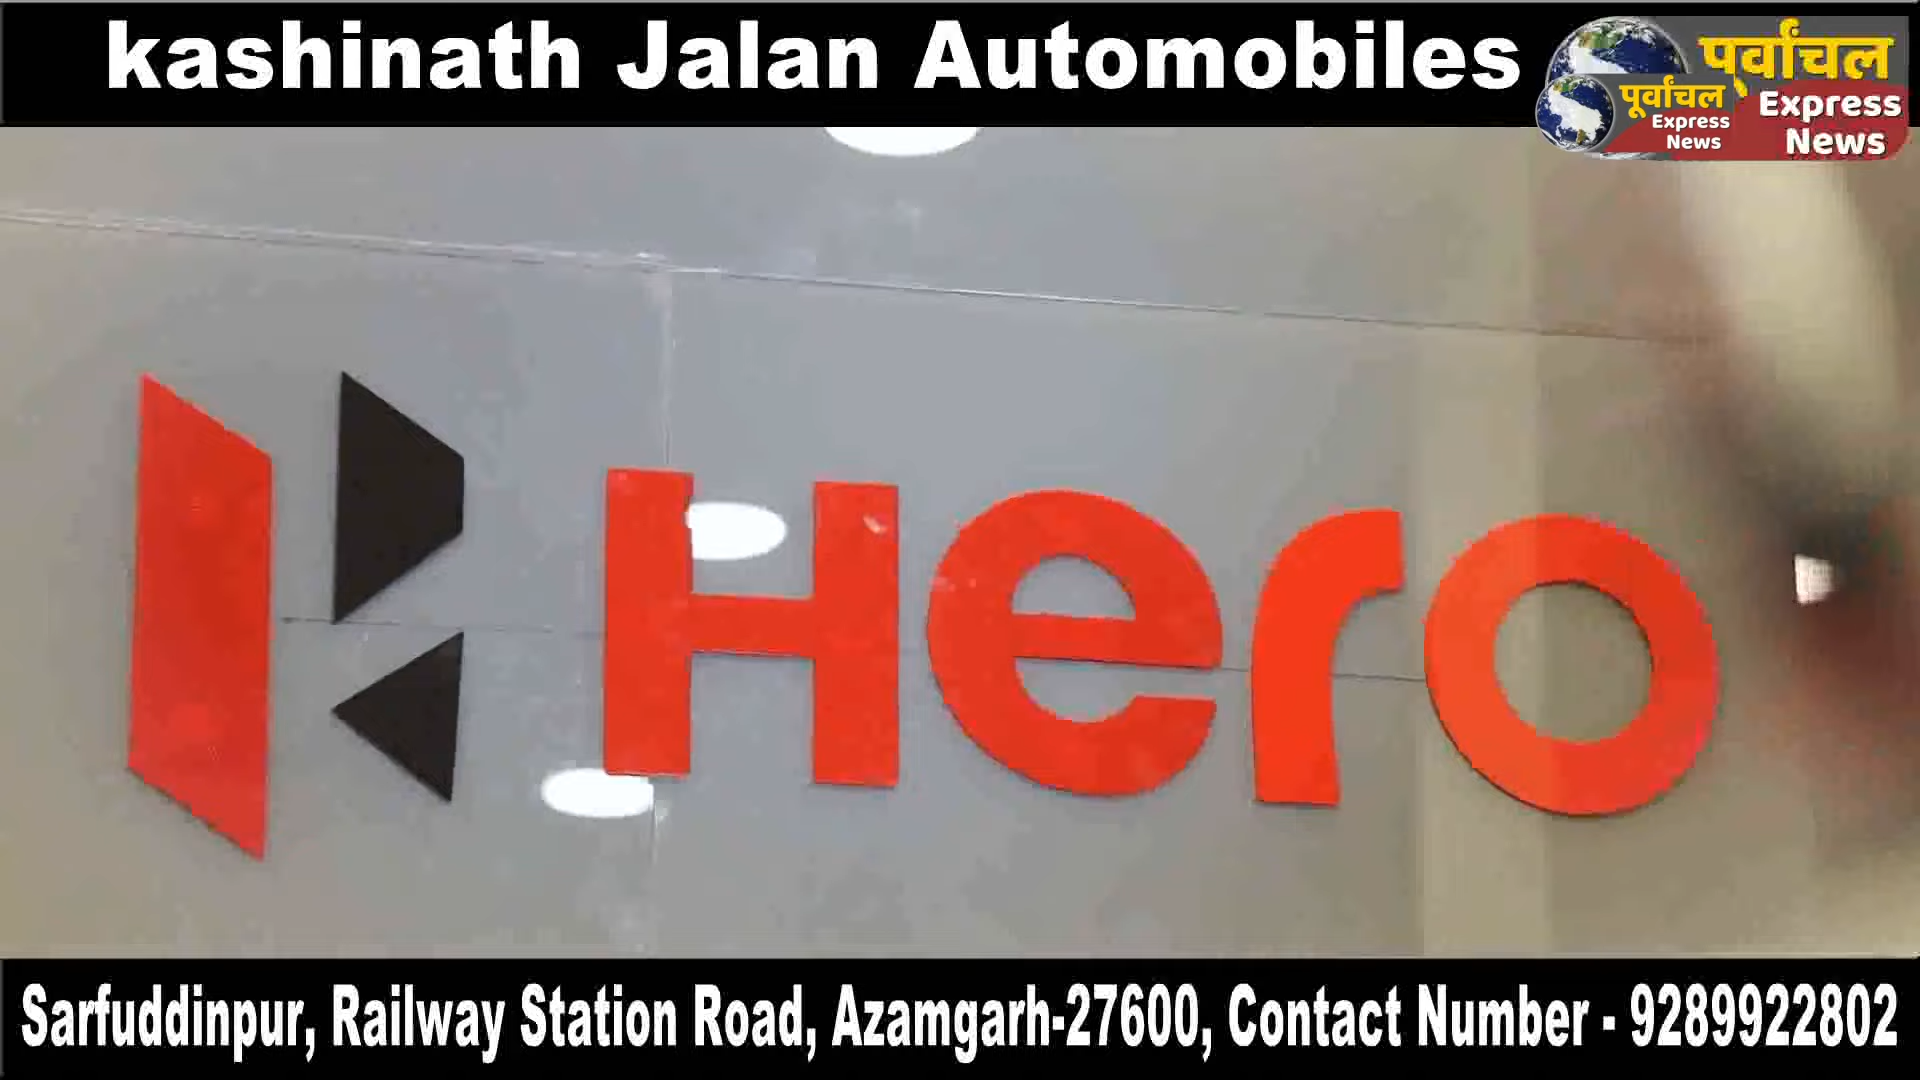 kashinath Jalan Automobiles
पूर्वांचल
Express
News
पूर्वांचल
Express
News
Hero
Sarfuddinpur, Railway Station Road, Azamgarh-27600, Contact Number - 9289922802